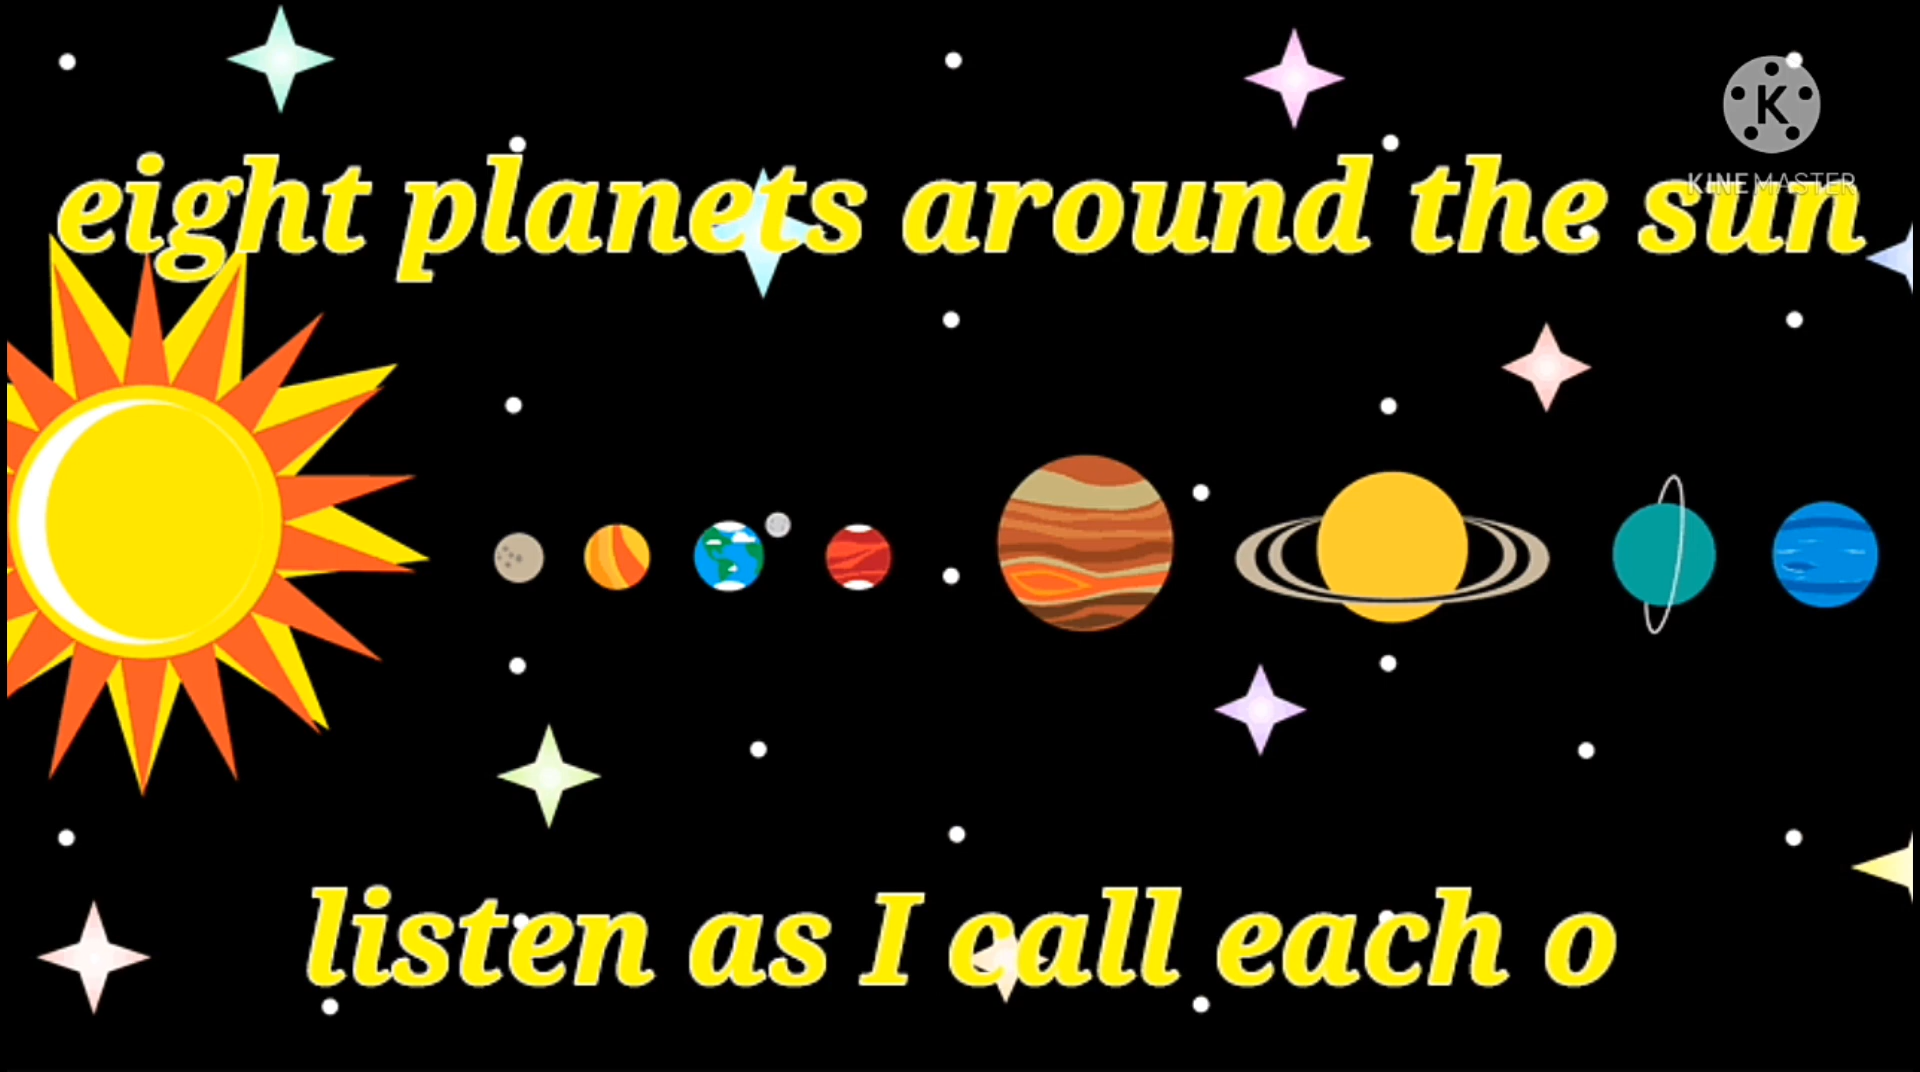 eight planets around the sun
K
KINEMASTER
listen as I call each o